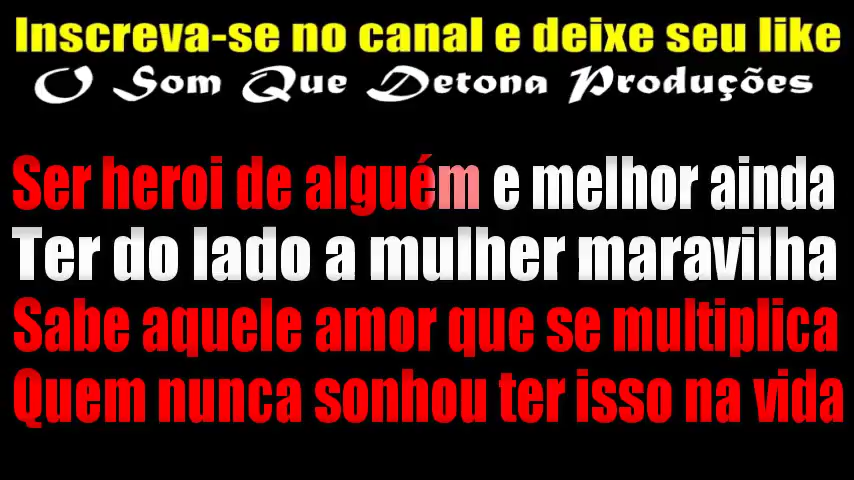 Inscreva-se no canal e deixe seu like
O Som Que Detona Produções
Ser heroi de alguém e melhor ainda
Ter do lado a mulher maravilha
Sabe aquele amor que se multiplica
Quem nunca sonhou ter isso na vida